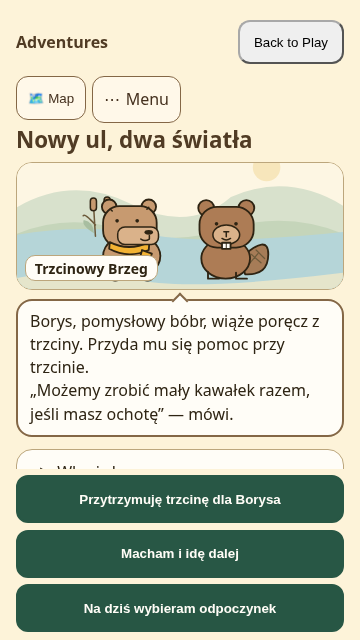 Adventures
Back to Play
Map
⋯ Menu
Nowy ul, dwa światła
Trzcinowy Brzeg
Borys, pomysłowy bóbr, wiąże poręcz z
trzciny. Przyda mu się pomoc przy
trzcinie.
„Możemy zrobić mały kawałek razem,
jeśli masz ochotę” — mówi.
Przytrzymuję trzcinę dla Borysa
Macham i idę dalej
Na dziś wybieram odpoczynek